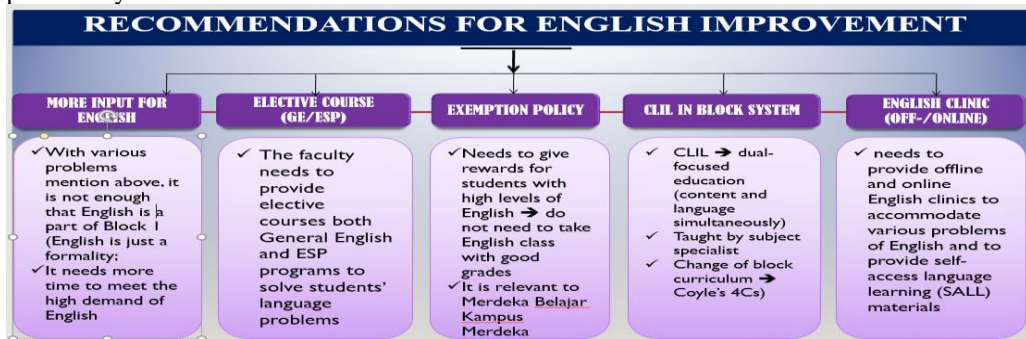 RECOMMENDATIONS FOR ENGLISH IMPROVEMENT
MORE INPUT FOR
ENGLISH
✓With various
problems
mention above, it
is not enough
that English is a
part of Block 1
(English is just a
formality;
✓It needs more
time to meet the
high demand of
English
ELECTIVE COURSE
(GE/ESP)
✓ The faculty
needs to
provide
elective
courses both
General English
and ESP
programs to
solve students’
language
problems
EXEMPTION POLICY
✓Needs to give
rewards for
students with
high levels of
English ➔ do
not need to take
English class
with good
grades
✓It is relevant to
Merdeka Belajar
Kampus
Merdeka
CLIL IN BLOCK SYSTEM
✓ CLIL ➔ dual-
focused
education
(content and
language
simultaneously)
✓ Taught by subject
specialist
✓ Change of block
curriculum ➔
Coyle’s 4Cs)
ENGLISH CLINIC
(OFF-/ONLINE)
✓ needs to
provide offline
and online
English clinics to
accommodate
various problems
of English and to
provide self-
access language
learning (SALL)
materials